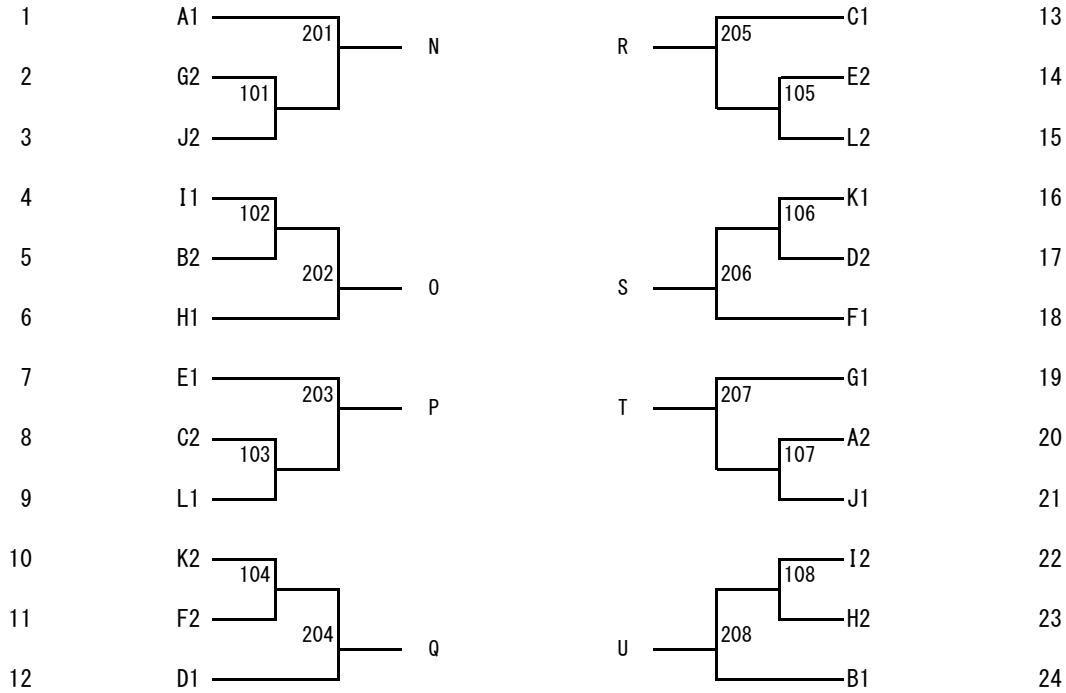 1 A1 C1 13
201 205
N R
2 G2 E2 14
101 105
3 J2 L2 15
4 I1 K1 16
102 106
5 B2 D2 17
202 206
O S
6 H1 F1 18
7 E1 G1 19
203 207
P T
8 C2 A2 20
103 107
9 L1 J1 21
10 K2 I2 22
104 108
11 F2 H2 23
204 208
Q U
12 D1 B1 24